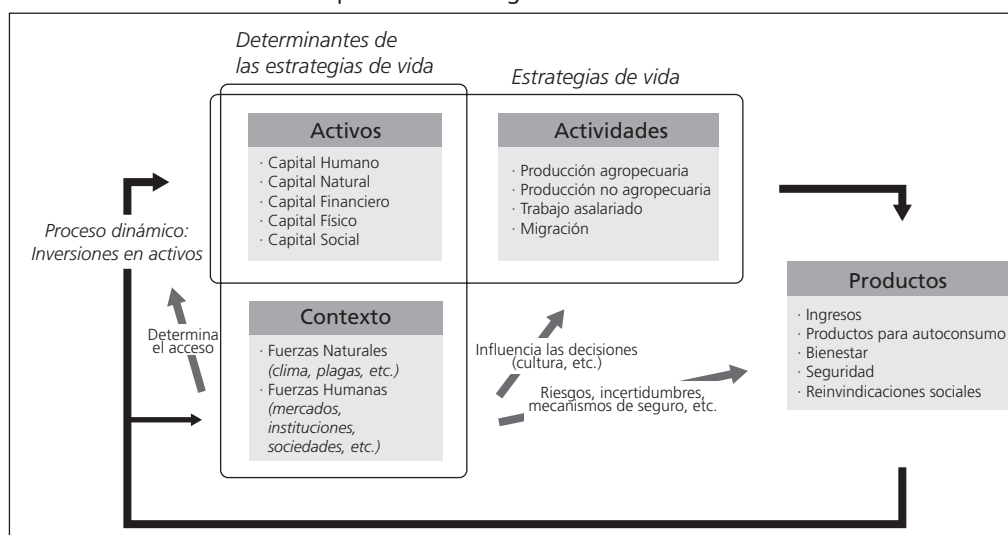 Determinantes de
las estrategias de vida
Estrategias de vida
Activos
· Capital Humano
· Capital Natural
· Capital Financiero
· Capital Físico
· Capital Social
Actividades
· Producción agropecuaria
· Producción no agropecuaria
· Trabajo asalariado
· Migración
Proceso dinámico:
Inversiones en activos
Determina
el acceso
Contexto
· Fuerzas Naturales
(clima, plagas, etc.)
· Fuerzas Humanas
(mercados,
instituciones,
sociedades, etc.)
Influencia las decisiones
(cultura, etc.)
Riesgos, incertidumbres,
mecanismos de seguro, etc.
Productos
· Ingresos
· Productos para autoconsumo
· Bienestar
· Seguridad
· Reinvindicaciones sociales